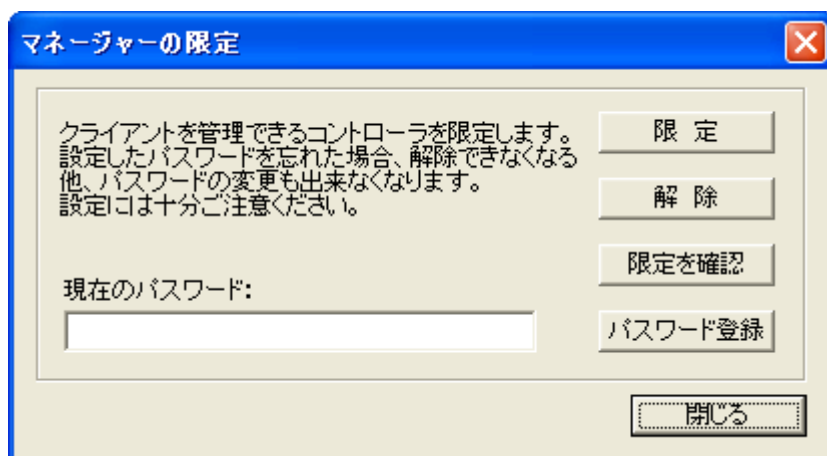 マネージャーの限定
クライアントを管理できるコントローラを限定します。
設定したパスワードを忘れた場合、解除できなくなる
他、パスワードの変更も出来なくなります。
設定には十分ご注意ください。
現在のパスワード:
限 定
解 除
限定を確認
パスワード登録
閉じる